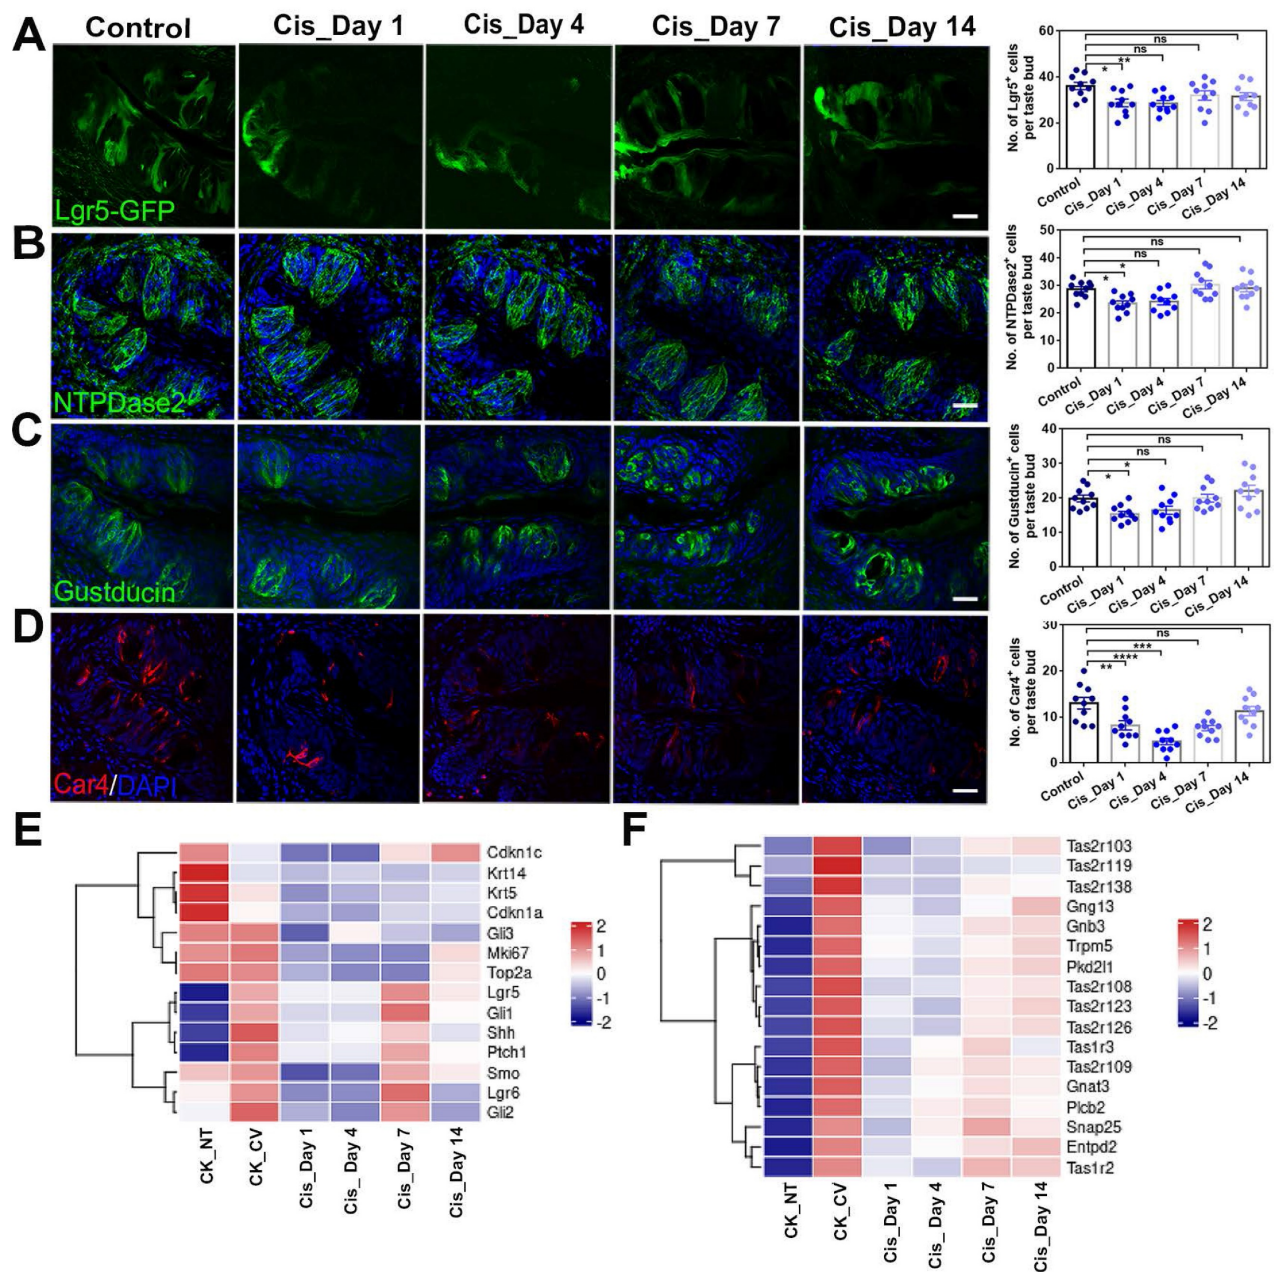 A
Control
Cis_Day 1
Cis_Day 4
Cis_Day 7
Cis_Day 14
Lgr5-GFP
No. of Lgr5+ cells
per taste bud
60
40
20
0
ns
ns
**
*
Control
Cis_Day 1
Cis_Day 4
Cis_Day 7
Cis_Day 14
B
NTPDase2
No. of NTPDase2+ cells
per taste bud
50
40
30
20
10
0
ns
ns
*
*
Control
Cis_Day 1
Cis_Day 4
Cis_Day 7
Cis_Day 14
C
Gustducin
No. of Gustducin+ cells
per taste bud
40
30
20
10
0
ns
ns
*
*
Control
Cis_Day 1
Cis_Day 4
Cis_Day 7
Cis_Day 14
D
Car4/DAPI
No. of Car4+ cells
per taste bud
30
20
10
0
ns
***
****
**
Control
Cis_Day 1
Cis_Day 4
Cis_Day 7
Cis_Day 14
E
Cdkn1c
Krt14
Krt5
Cdkn1a
Gli3
Mki67
Top2a
Lgr5
Gli1
Shh
Ptch1
Smo
Lgr6
Gli2
2
1
0
-1
-2
CK_NT
CK_CV
Cis_Day 1
Cis_ Day 4
Cis_Day 7
Cis_Day 14
F
Tas2r103
Tas2r119
Tas2r138
Gng13
Gnb3
Trpm5
Pkd2l1
Tas2r108
Tas2r123
Tas2r126
Tas1r3
Tas2r109
Gnat3
Plcb2
Snap25
Entpd2
Tas1r2
2
1
0
-1
-2
CK_NT
CK_CV
Cis_Day 1
Cis_ Day 4
Cis_Day 7
Cis_Day 14